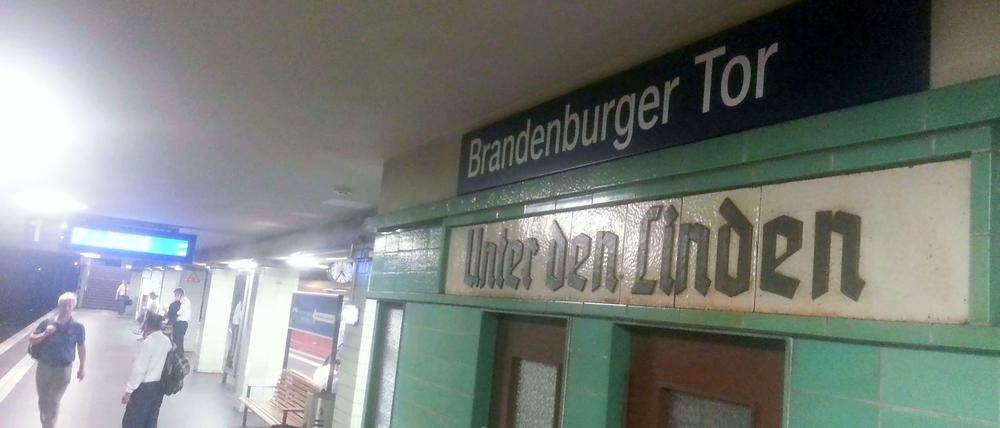 Brandenburger Tor
Unter den Linden